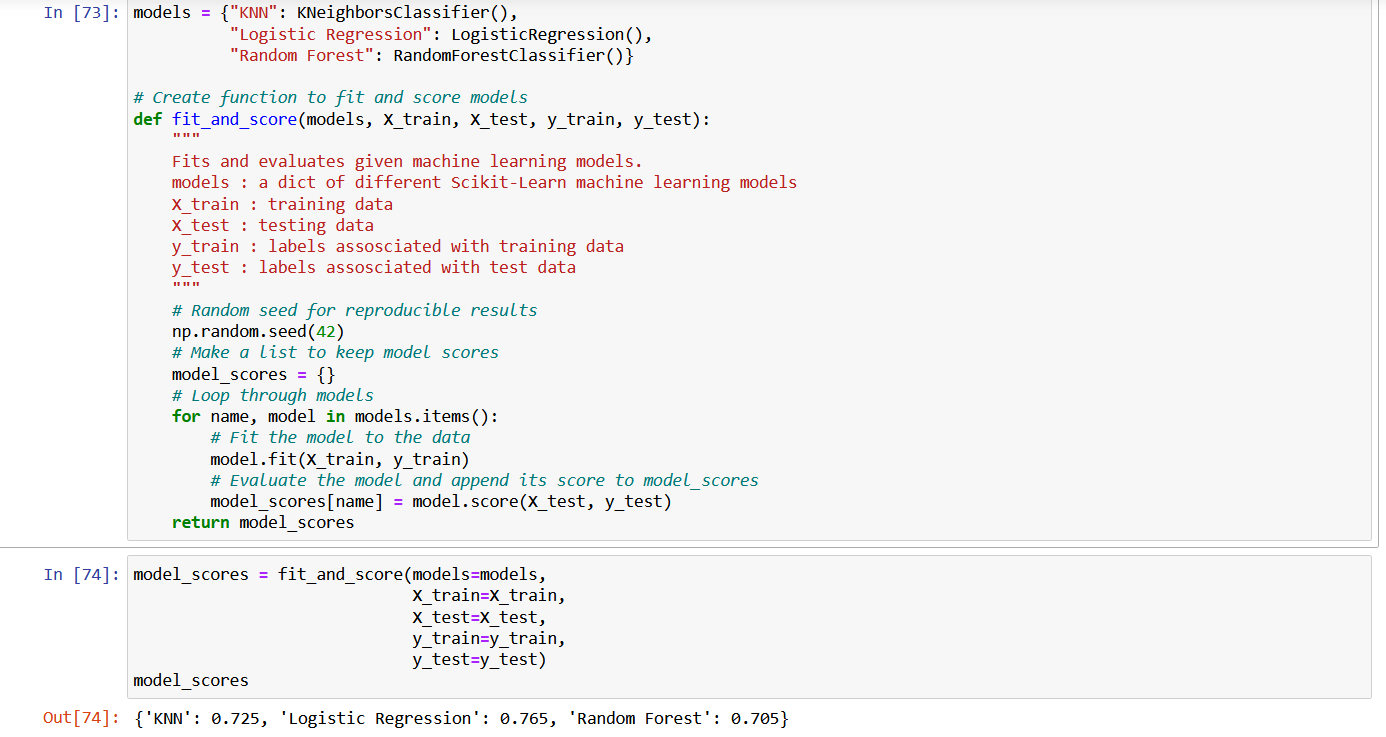 In [73]: models = {"KNN": KNeighborsClassifier(),
          "Logistic Regression": LogisticRegression(),
          "Random Forest": RandomForestClassifier()}
# Create function to fit and score models
def fit_and_score(models, X_train, X_test, y_train, y_test):
    """
    Fits and evaluates given machine learning models.
    models : a dict of different Scikit-Learn machine learning models
    X_train : training data
    X_test : testing data
    y_train : labels assosciated with training data
    y_test : labels assosciated with test data
    """
    # Random seed for reproducible results
    np.random.seed(42)
    # Make a list to keep model scores
    model_scores = {}
    # Loop through models
    for name, model in models.items():
        # Fit the model to the data
        model.fit(X_train, y_train)
        # Evaluate the model and append its score to model_scores
        model_scores[name] = model.score(X_test, y_test)
    return model_scores
In [74]: model_scores = fit_and_score(models=models,
                             X_train=X_train,
                             X_test=X_test,
                             y_train=y_train,
                             y_test=y_test)
model_scores
Out[74]: {'KNN': 0.725, 'Logistic Regression': 0.765, 'Random Forest': 0.705}